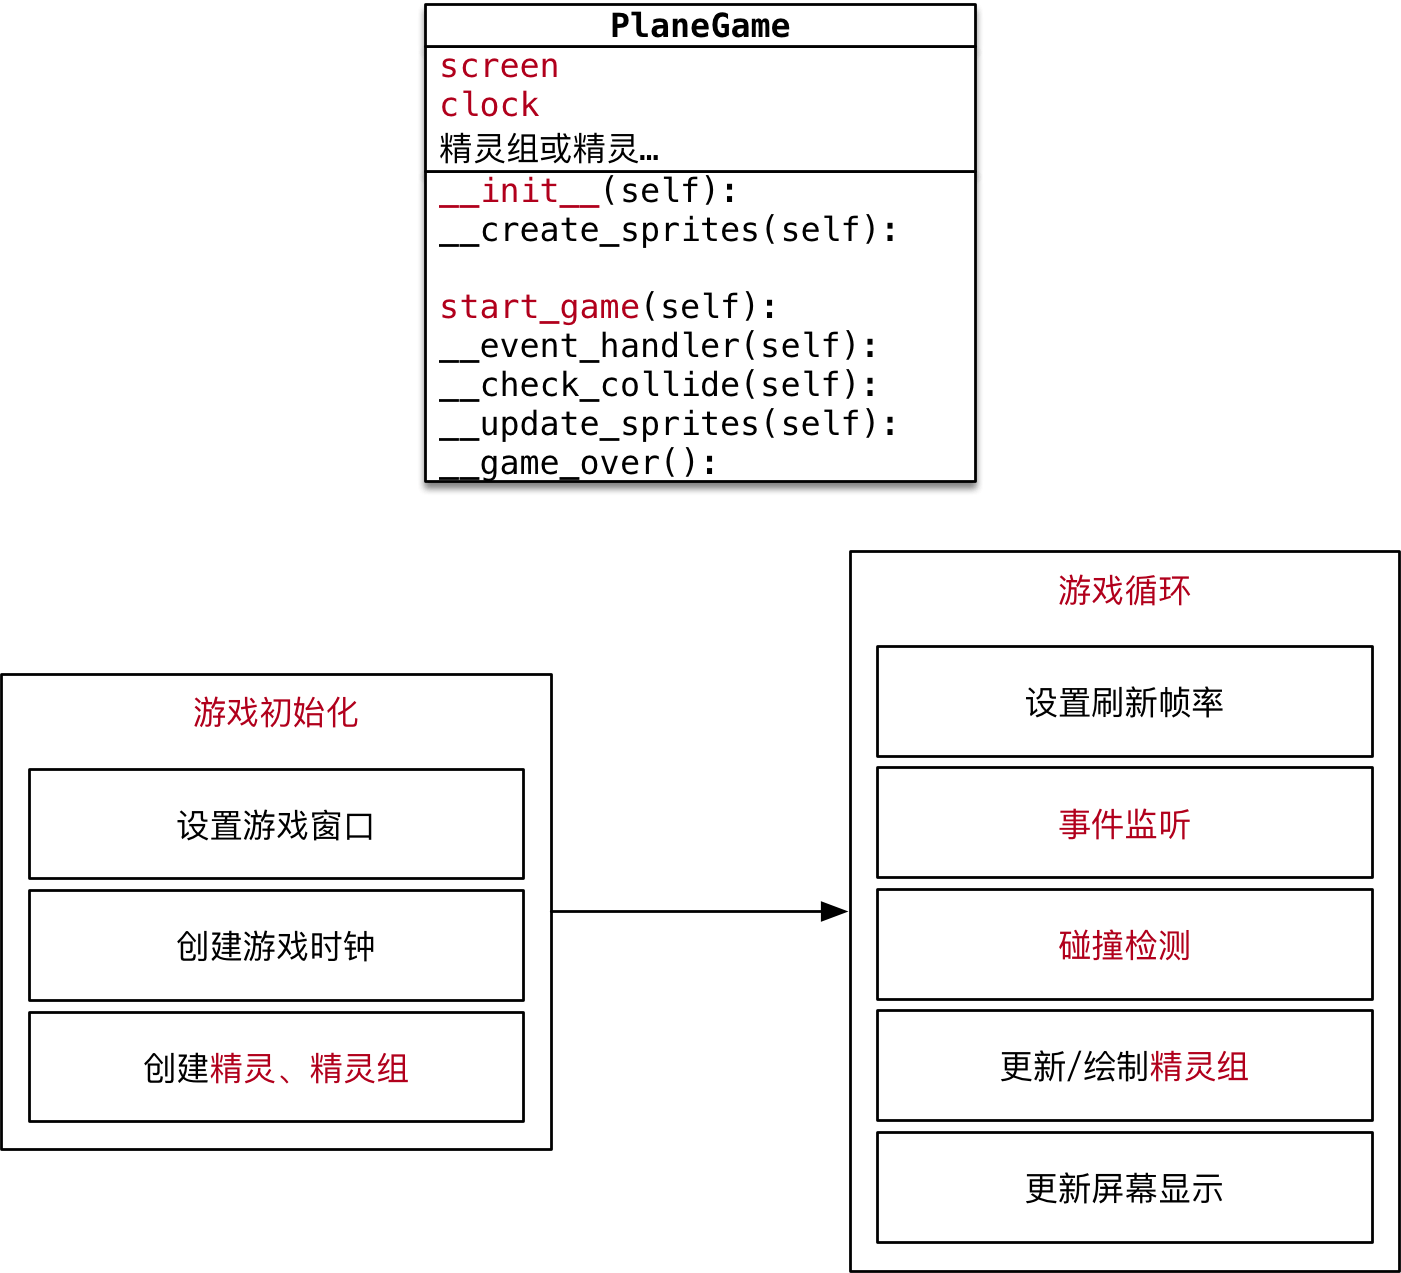 PlaneGame
screen
clock
精灵组或精灵…
__init__(self):
__create_sprites(self):
start_game(self):
__event_handler(self):
__check_collide(self):
__update_sprites(self):
__game_over():
游戏初始化
设置游戏窗口
创建游戏时钟
创建精灵、精灵组
游戏循环
设置刷新帧率
事件监听
碰撞检测
更新/绘制精灵组
更新屏幕显示